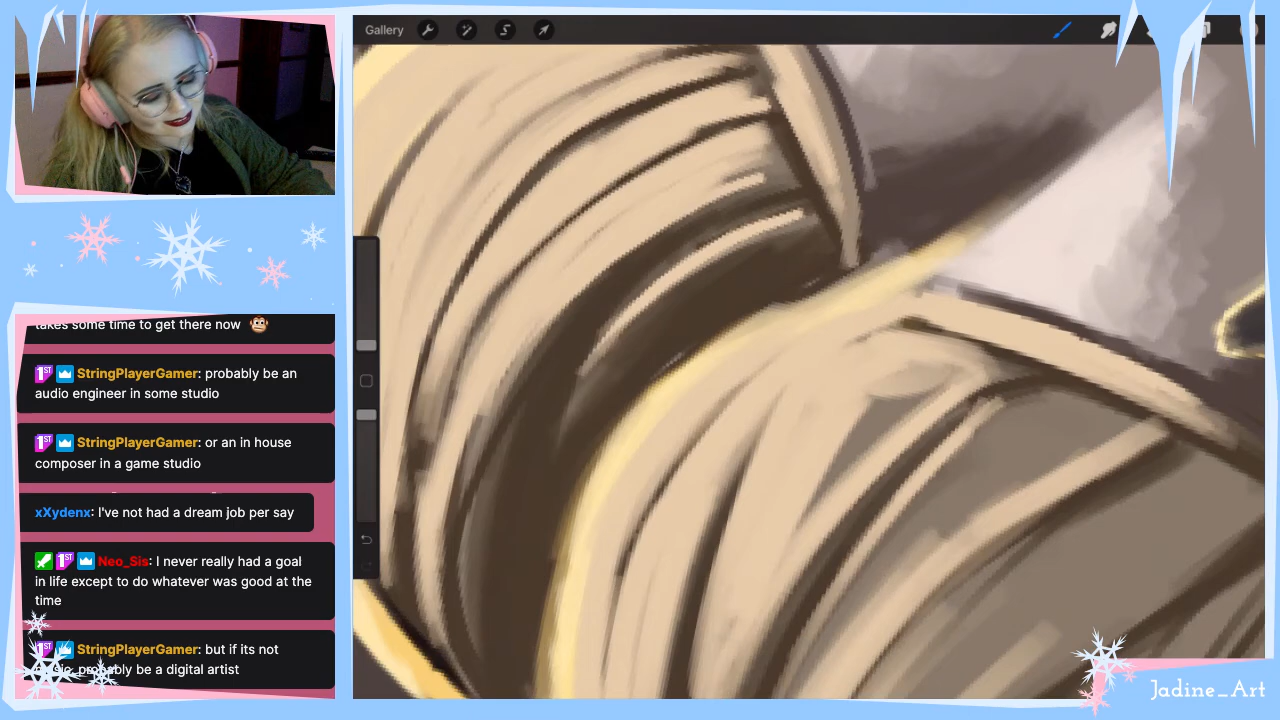 Gallery
takes some time to get there now
StringPlayerGamer: probably be an
audio engineer in some studio
StringPlayerGamer: or an in house
composer in a game studio
xXydenx: I've not had a dream job per say
Neo_Sis: I never really had a goal
in life except to do whatever was good at the
time
StringPlayerGamer: but if its not
music, probably be a digital artist
Jadine_Art